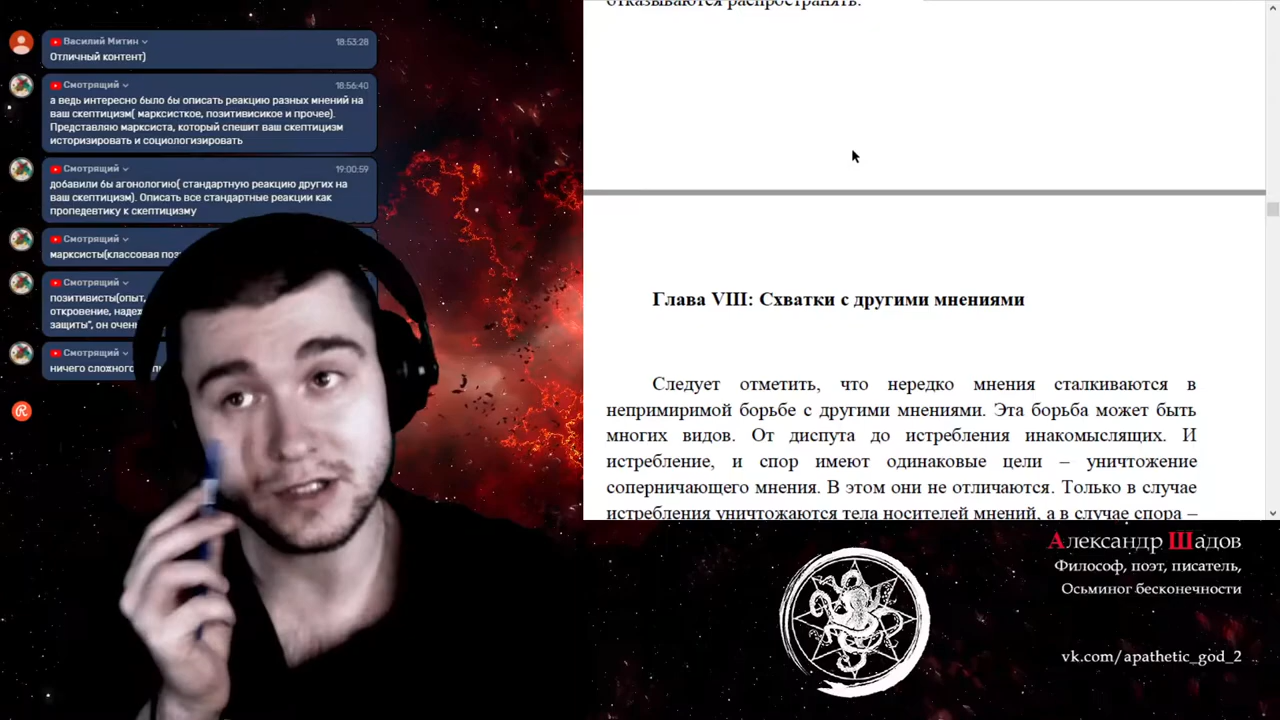 Василий Митин
18:53:28
Отличный контент)
Смотрящий
18:56:40
а ведь интересно было бы описать реакцию разных мнений на
ваш скептицизм( марксисткое, позитивисикое и прочее).
Представляю марксиста, который спешит ваш скептицизм
историзировать и социологизировать
Смотрящий
19:00:59
добавили бы агонологию( стандартную реакцию других на
ваш скептицизм). Описать все стандартные реакции как
пропедевтику к скептицизму
Смотрящий
марксисты(классовая
Смотрящий
позитивисты(опыт,
откровение,
защиты", он
Смотрящий
ничего сложного
отказываются распространять.
Глава VIII: Схватки с другими мнениями
Следует отметить, что нередко мнения сталкиваются в
непримиримой борьбе с другими мнениями. Эта борьба может быть
многих видов. От диспута до истребления инакомыслящих. И
истребление, и спор имеют одинаковые цели – уничтожение
соперничающего мнения. В этом они не отличаются. Только в случае
истребления уничтожаются тела носителей мнений, а в случае спора –
Александр Шадов
Философ, поэт, писатель,
Осьминог бесконечности
vk.com/apathetic_god_2